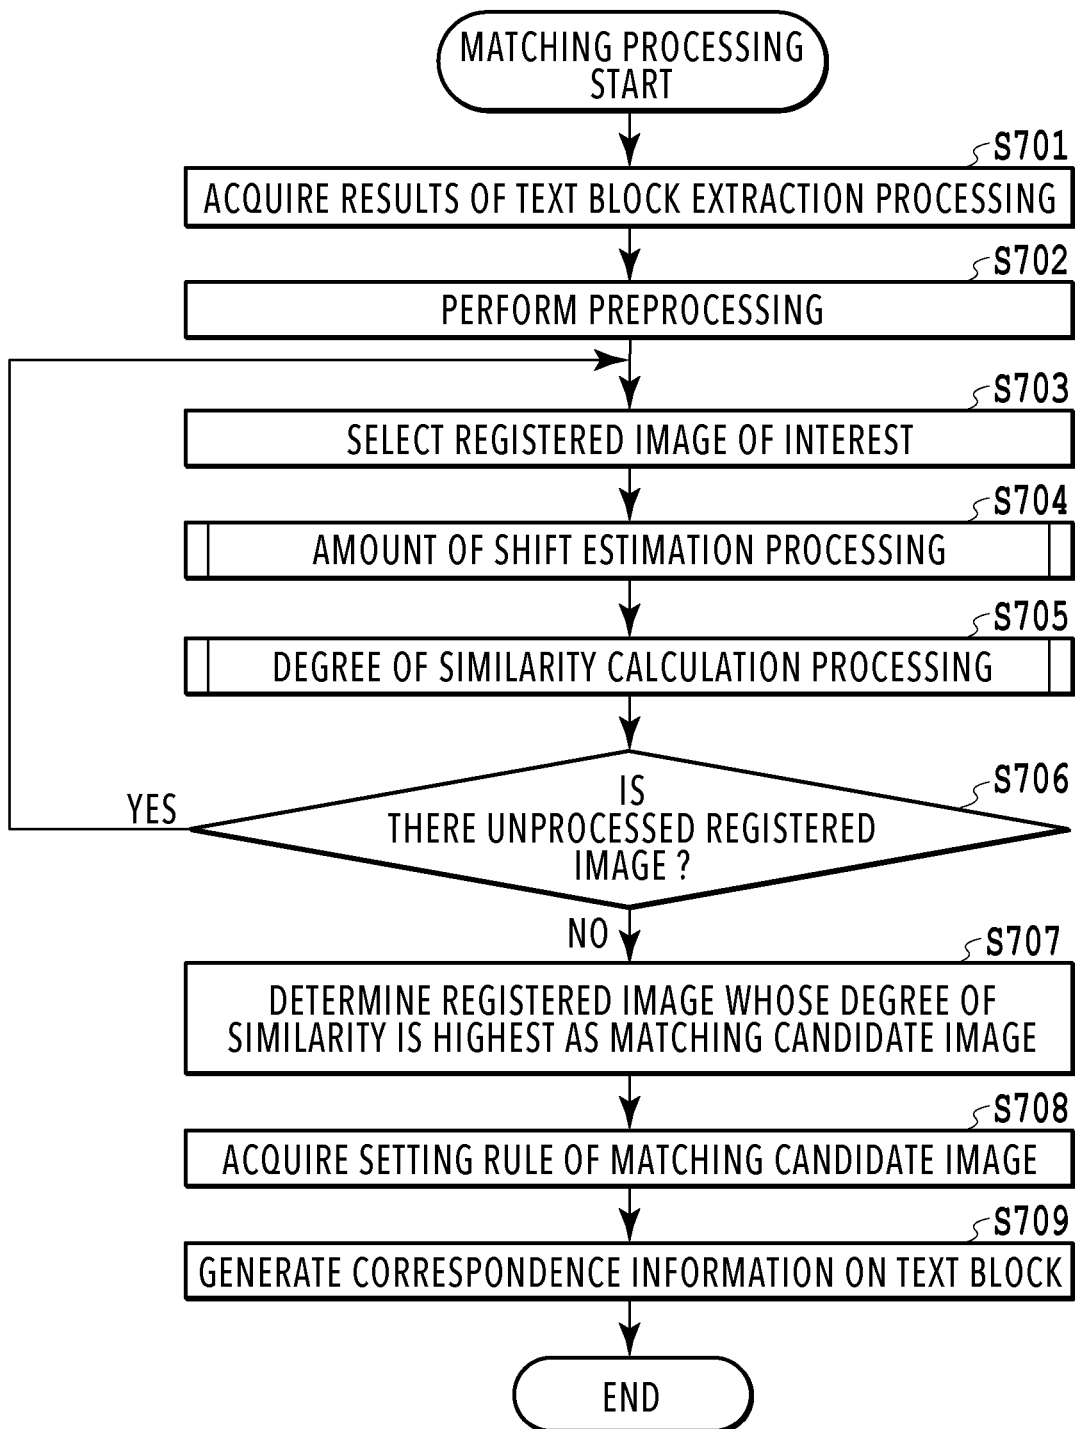 MATCHING PROCESSING
START
S701
ACQUIRE RESULTS OF TEXT BLOCK EXTRACTION PROCESSING
S702
PERFORM PREPROCESSING
S703
SELECT REGISTERED IMAGE OF INTEREST
S704
AMOUNT OF SHIFT ESTIMATION PROCESSING
S705
DEGREE OF SIMILARITY CALCULATION PROCESSING
S706
YES
IS
THERE UNPROCESSED REGISTERED
IMAGE ?
NO
S707
DETERMINE REGISTERED IMAGE WHOSE DEGREE OF
SIMILARITY IS HIGHEST AS MATCHING CANDIDATE IMAGE
S708
ACQUIRE SETTING RULE OF MATCHING CANDIDATE IMAGE
S709
GENERATE CORRESPONDENCE INFORMATION ON TEXT BLOCK
END